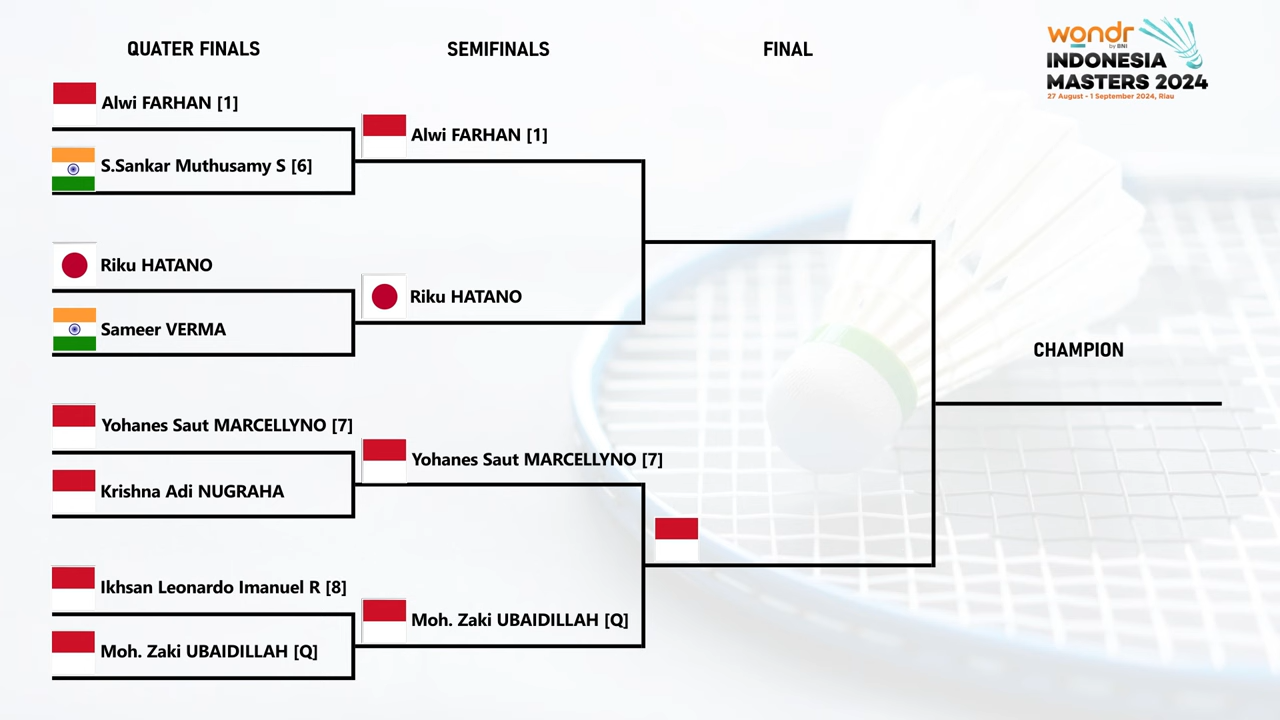 QUATER FINALS
SEMIFINALS
FINAL
wondr
by BNI
INDONESIA
MASTERS 2024
27 August - 1 September 2024, Riau
Alwi FARHAN [1]
S.Sankar Muthusamy S [6]
Riku HATANO
Sameer VERMA
Yohanes Saut MARCELLYNO [7]
Krishna Adi NUGRAHA
Ikhsan Leonardo Imanuel R [8]
Moh. Zaki UBAIDILLAH [Q]
Alwi FARHAN [1]
Riku HATANO
Yohanes Saut MARCELLYNO [7]
Moh. Zaki UBAIDILLAH [Q]
CHAMPION